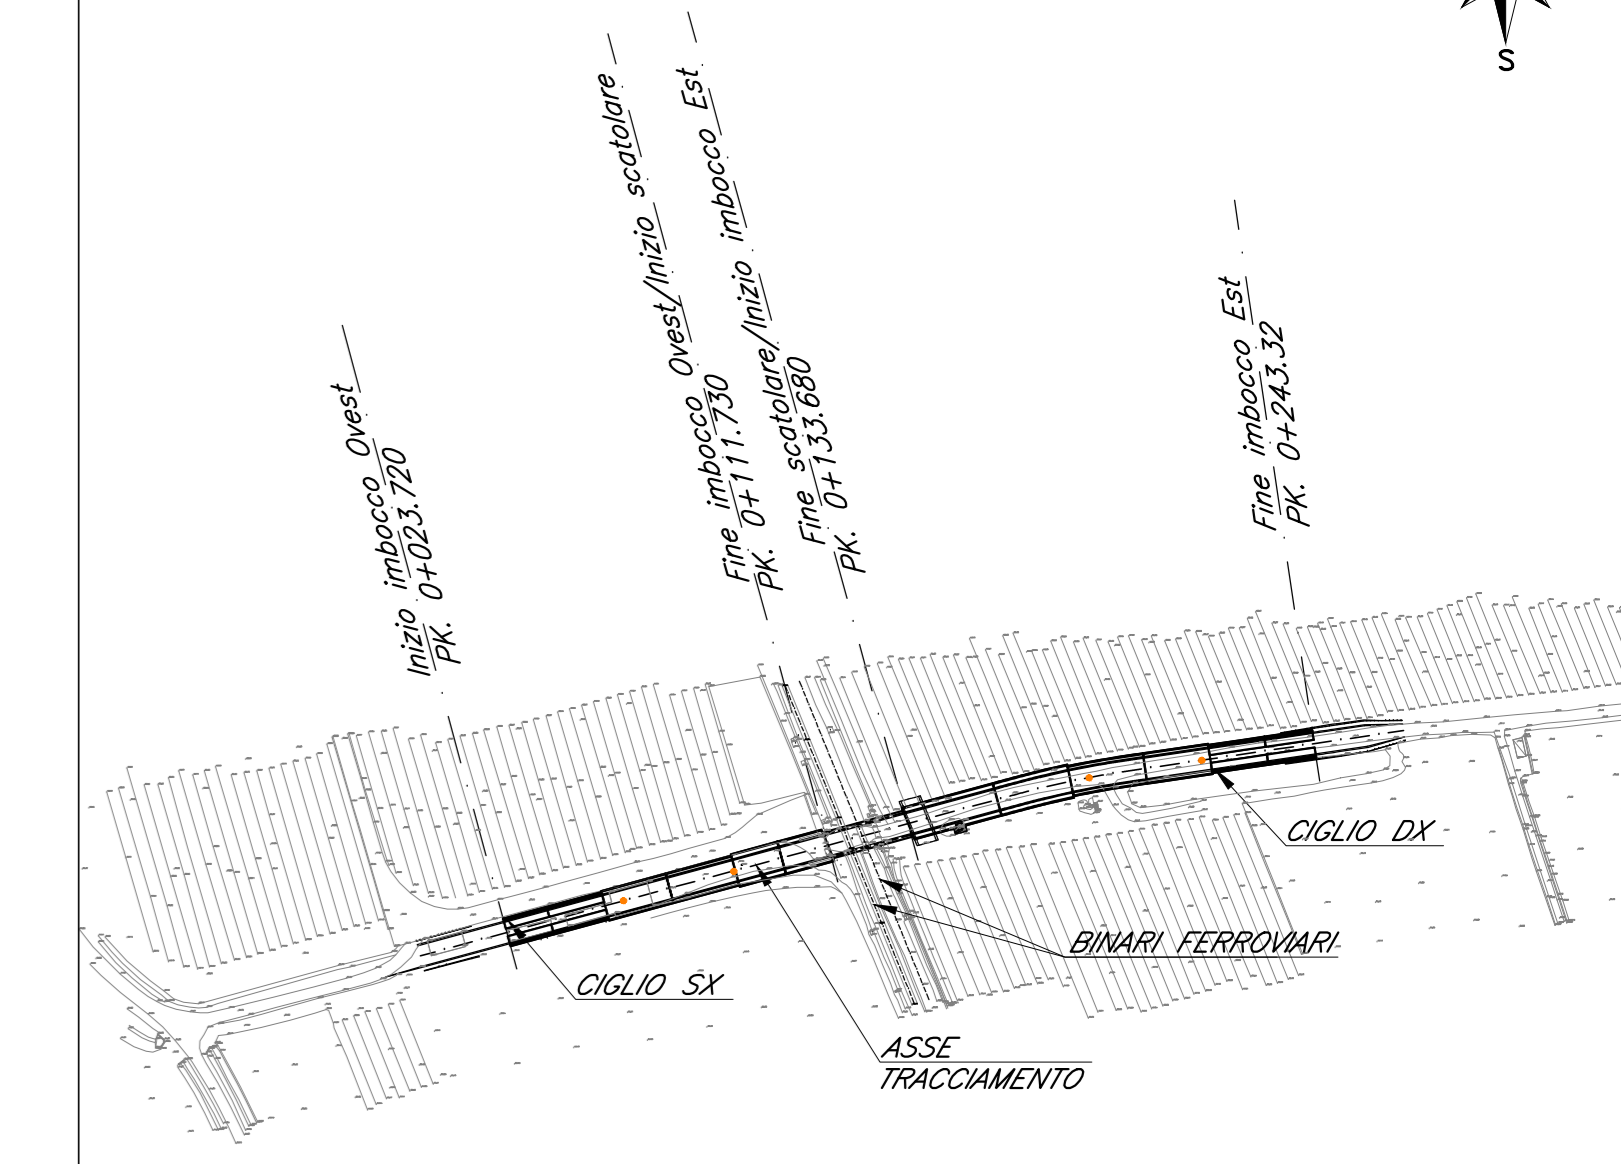 S
Inizio imbocco Ovest
PK. 0+023.720
Fine imbocco Ovest/Inizio scatolare
PK. 0+111.730
Fine scatolare/Inizio imbocco Est
PK. 0+133.680
Fine imbocco Est
PK. 0+243.32
CIGLIO DX
BINARI FERROVIARI
CIGLIO SX
ASSE
TRACCIAMENTO